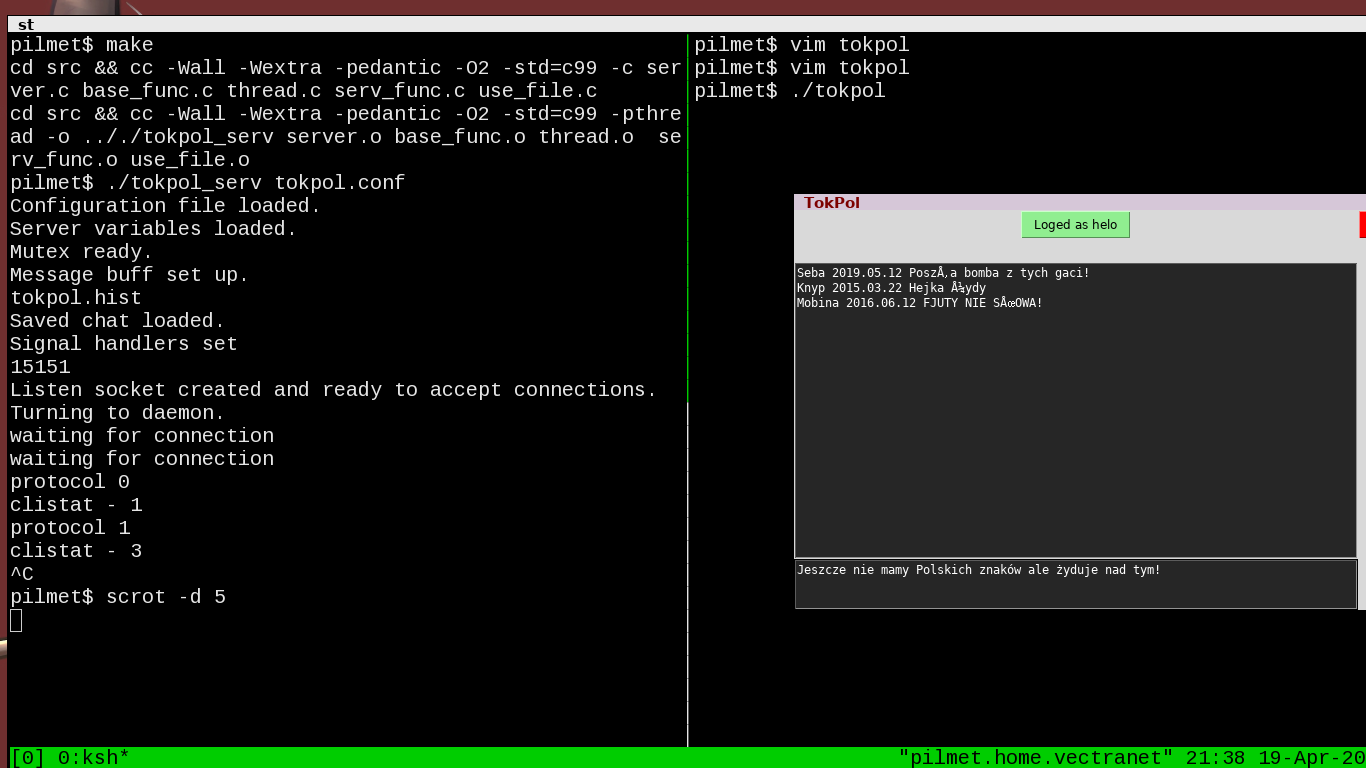 st
pilmet$ make
cd src && cc -Wall -Wextra -pedantic -O2 -std=c99 -c ser
ver.c base_func.c thread.c serv_func.c use_file.c
cd src && cc -Wall -Wextra -pedantic -O2 -std=c99 -pthre
ad -o .././tokpol_serv server.o base_func.o thread.o  se
rv_func.o use_file.o
pilmet$ ./tokpol_serv tokpol.conf
Configuration file loaded.
Server variables loaded.
Mutex ready.
Message buff set up.
tokpol.hist
Saved chat loaded.
Signal handlers set
15151
Listen socket created and ready to accept connections.
Turning to daemon.
waiting for connection
waiting for connection
protocol 0
clistat - 1
protocol 1
clistat - 3
^C
pilmet$ scrot -d 5
pilmet$ vim tokpol
pilmet$ vim tokpol
pilmet$ ./tokpol
TokPol
Loged as helo
Seba 2019.05.12 PoszÅ‚a bomba z tych gaci!
Knyp 2015.03.22 Hejka Å¼ydy
Mobina 2016.06.12 FJUTY NIE SÅœOWA!
Jeszcze nie mamy Polskich znaków ale żyduje nad tym!
[0] 0:ksh*
"pilmet.home.vectranet" 21:38 19-Apr-20